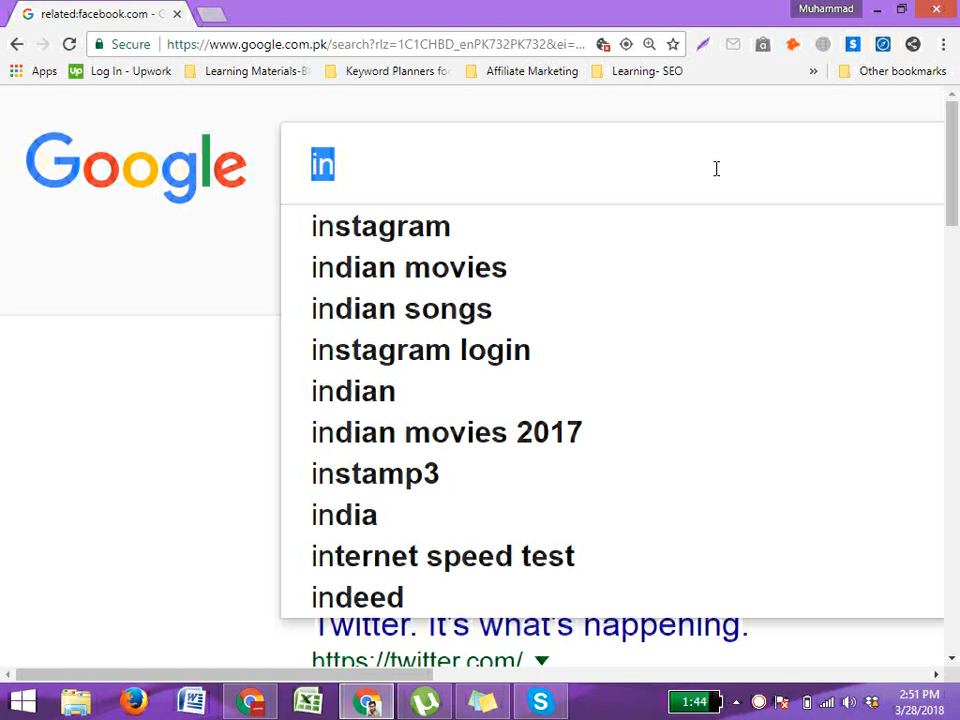 related:facebook.com - G
Muhammad
Secure
https://www.google.com.pk/search?rlz=1C1CHBD_enPK732PK732&ei=...
Apps
Up
Log In - Upwork
Learning Materials-Bl
Keyword Planners fo
Affiliate Marketing
Learning- SEO
»
Other bookmarks
Google
in
instagram
indian movies
indian songs
instagram login
indian
indian movies 2017
instamp3
india
internet speed test
indeed
Twitter. It's what's happening.
https://twitter.com/
1:44
2:51 PM
3/28/2018